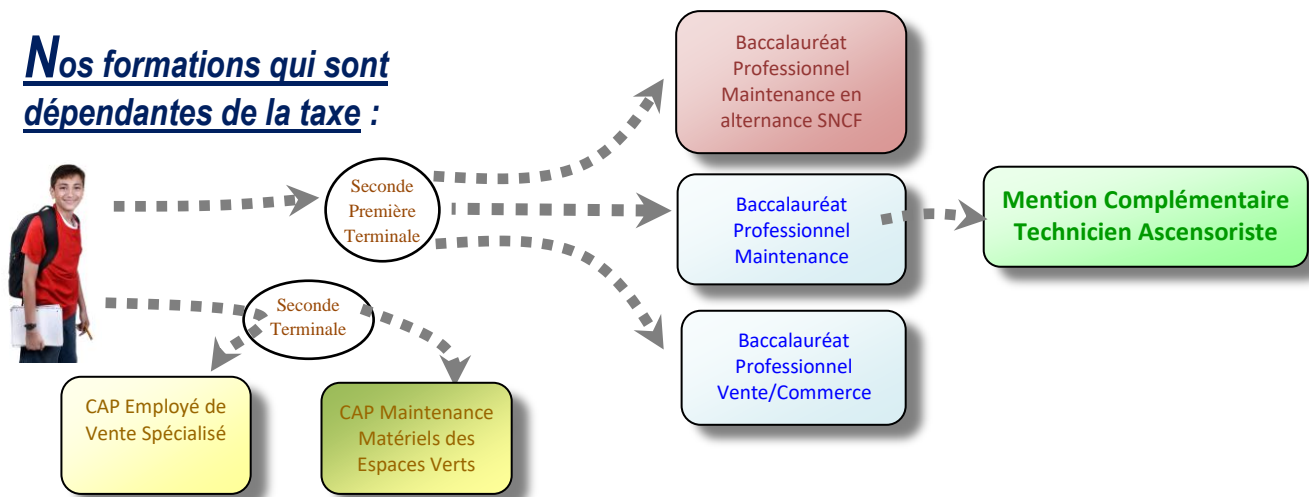 Nos formations qui sont
dépendantes de la taxe :
Baccalauréat
Professionnel
Maintenance en
alternance SNCF
Seconde
Première
Terminale
Baccalauréat
Professionnel
Maintenance
Mention Complémentaire
Technicien Ascensoriste
Seconde
Terminale
Baccalauréat
Professionnel
Vente/Commerce
CAP Employé de
Vente Spécialisé
CAP Maintenance
Matériels des
Espaces Verts